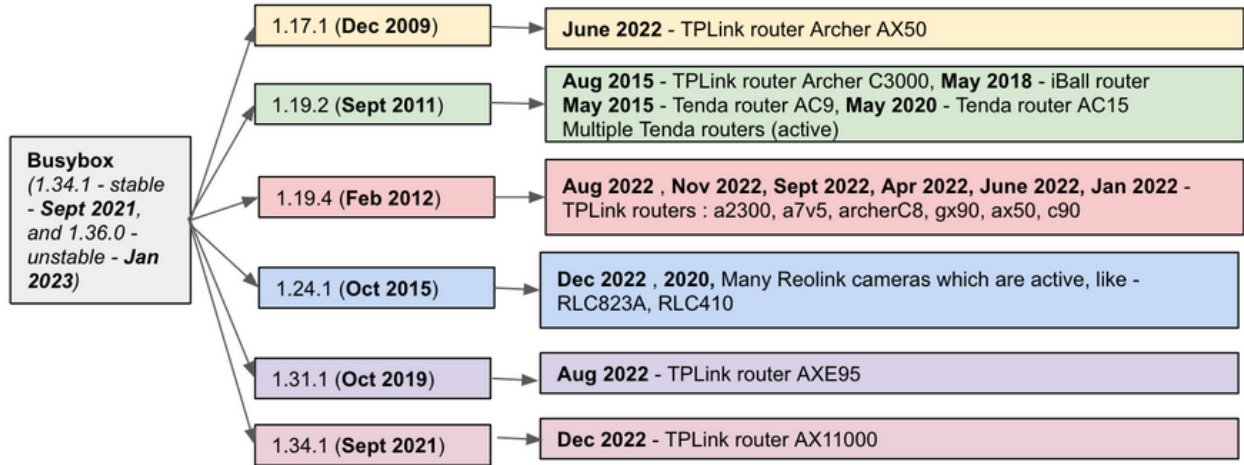 Busybox
(1.34.1 - stable
- Sept 2021,
and 1.36.0 -
unstable - Jan
2023)
1.17.1 (Dec 2009)
June 2022 - TPLink router Archer AX50
1.19.2 (Sept 2011)
Aug 2015 - TPLink router Archer C3000, May 2018 - iBall router
May 2015 - Tenda router AC9, May 2020 - Tenda router AC15
Multiple Tenda routers (active)
1.19.4 (Feb 2012)
Aug 2022 , Nov 2022, Sept 2022, Apr 2022, June 2022, Jan 2022 -
TPLink routers : a2300, a7v5, archerC8, gx90, ax50, c90
1.24.1 (Oct 2015)
Dec 2022 , 2020, Many Reolink cameras which are active, like -
RLC823A, RLC410
1.31.1 (Oct 2019)
Aug 2022 - TPLink router AXE95
1.34.1 (Sept 2021)
Dec 2022 - TPLink router AX11000